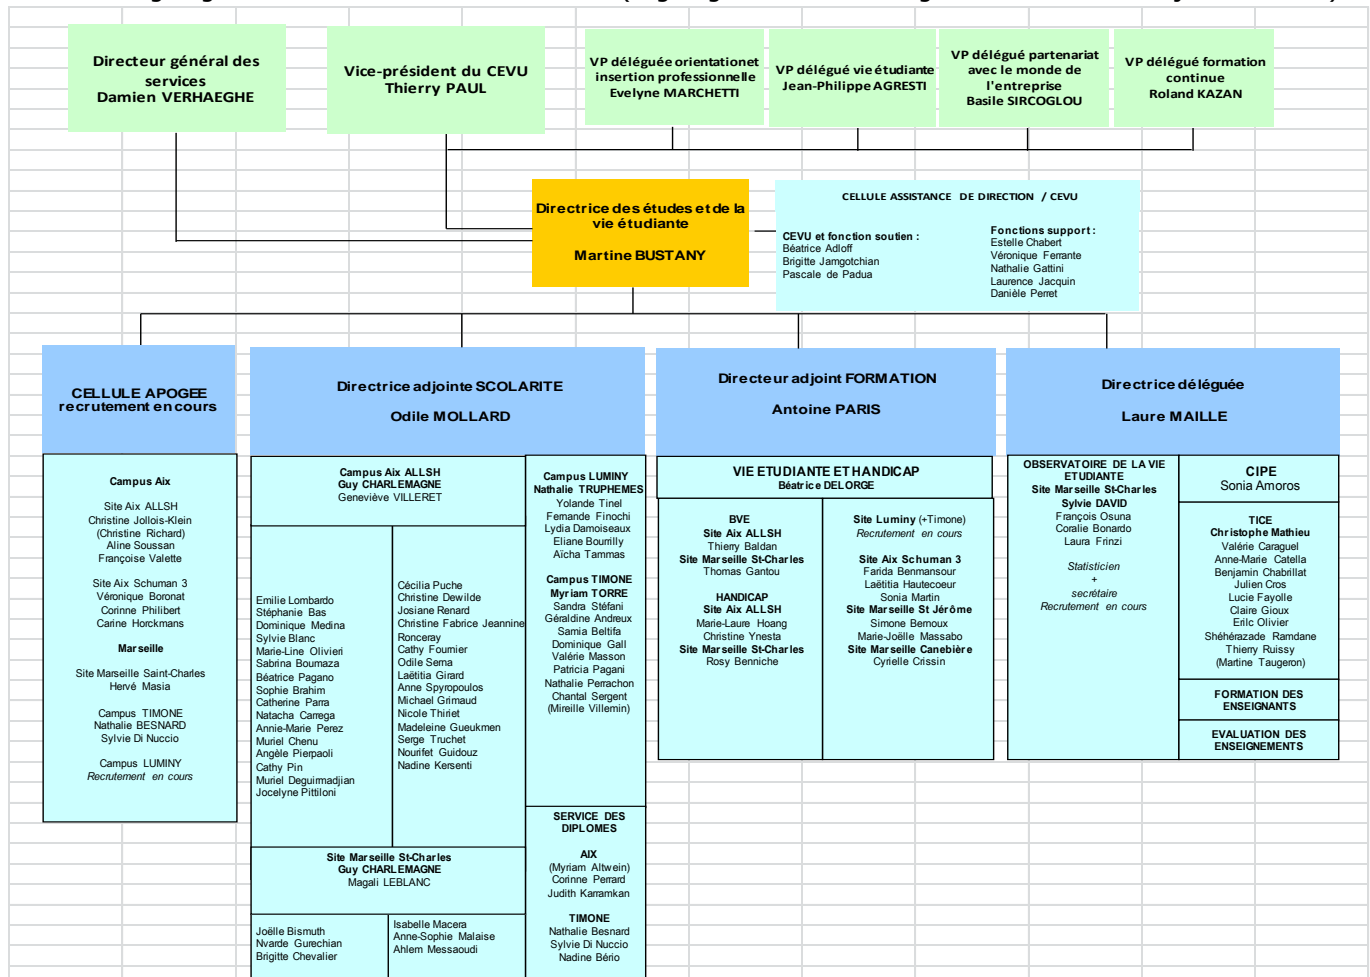 Directeur général des
services
Damien VERHAEGHE
Vice-président du CEVU
Thierry PAUL
VP déléguée orientationet
insertion professionnelle
Evelyne MARCHETTI
VP délégué vie étudiante
Jean-Philippe AGRESTI
VP délégué partenariat
avec le monde de
l'entreprise
Basile SIRCOGLOU
VP délégué formation
continue
Roland KAZAN
Directrice des études et de la
vie étudiante
Martine BUSTANY
CELLULE ASSISTANCE DE DIRECTION / CEVU
CEVU et fonction soutien :
Béatrice Adloff
Brigitte Jamgotchian
Pascale de Padua
Fonctions support :
Estelle Chabert
Véronique Ferrante
Nathalie Gattini
Laurence Jacquin
Danièle Perret
CELLULE APOGEE
recrutement en cours
Campus Aix
Site Aix ALLSH
Christine Jollois-Klein
(Christine Richard)
Aline Soussan
Françoise Valette
Site Aix Schuman 3
Véronique Boronat
Corinne Philibert
Carine Horckmans
Marseille
Site Marseille Saint-Charles
Hervé Masia
Campus TIMONE
Nathalie BESNARD
Sylvie Di Nuccio
Campus LUMINY
Recrutement en cours
Directrice adjointe SCOLARITE
Odile MOLLARD
Campus Aix ALLSH
Guy CHARLEMAGNE
Geneviève VILLERET
Emilie Lombardo
Stéphanie Bas
Dominique Medina
Sylvie Blanc
Marie-Line Olivieri
Sabrina Boumaza
Béatrice Pagano
Sophie Brahim
Catherine Parra
Natacha Carrega
Annie-Marie Perez
Muriel Chenu
Angèle Pierpaoli
Cathy Pin
Muriel Deguirmadjian
Jocelyne Pittiloni
Cécilia Puche
Christine Dewilde
Josiane Renard
Christine Fabrice Jeannine
Ronceray
Cathy Fournier
Odile Serna
Laëtitia Girard
Anne Spyropoulos
Michael Grimaud
Nicole Thiriet
Madeleine Gueukmen
Serge Truchet
Nourifet Guidouz
Nadine Kersenti
Site Marseille St-Charles
Guy CHARLEMAGNE
Magali LEBLANC
Joëlle Bismuth
Nvarde Gurechian
Brigitte Chevalier
Isabelle Macera
Anne-Sophie Malaise
Ahlem Messaoudi
Campus LUMINY
Nathalie TRUPHEMES
Yolande Tinel
Fernande Finochi
Lydia Damoiseaux
Eliane Bourrilly
Aïcha Tammas
Campus TIMONE
Myriam TORRE
Sandra Stéfani
Géraldine Andreux
Samia Beltifa
Dominique Gall
Valérie Masson
Patricia Pagani
Nathalie Perrachon
Chantal Sergent
(Mireille Villemin)
SERVICE DES
DIPLOMES
AIX
(Myriam Altwein)
Corinne Perrard
Judith Karramkan
TIMONE
Nathalie Besnard
Sylvie Di Nuccio
Nadine Bério
Directeur adjoint FORMATION
Antoine PARIS
VIE ETUDIANTE ET HANDICAP
Béatrice DELORGE
BVE
Site Aix ALLSH
Thierry Baldan
Site Marseille St-Charles
Thomas Gantou
HANDICAP
Site Aix ALLSH
Marie-Laure Hoang
Christine Ynesta
Site Marseille St-Charles
Rosy Benniche
Site Luminy (+Timone)
Recrutement en cours
Site Aix Schuman 3
Farida Benmansour
Laëtitia Hautecoeur
Sonia Martin
Site Marseille St Jérôme
Simone Bernoux
Marie-Joëlle Massabo
Site Marseille Canebière
Cyrielle Crissin
Directrice déléguée
Laure MAILLE
OBSERVATOIRE DE LA VIE
ETUDIANTE
Site Marseille St-Charles
Sylvie DAVID
François Osuna
Coralie Bonardo
Laura Frinzi
Statisticien
+
secrétaire
Recrutement en cours
CIPE
Sonia Amoros
TICE
Christophe Mathieu
Valérie Caraguel
Anne-Marie Catella
Benjamin Chabrillat
Julien Cros
Lucie Fayolle
Claire Gioux
Erilc Olivier
Shéhérazade Ramdane
Thierry Ruissy
(Martine Taugeron)
FORMATION DES
ENSEIGNANTS
EVALUATION DES
ENSEIGNEMENTS